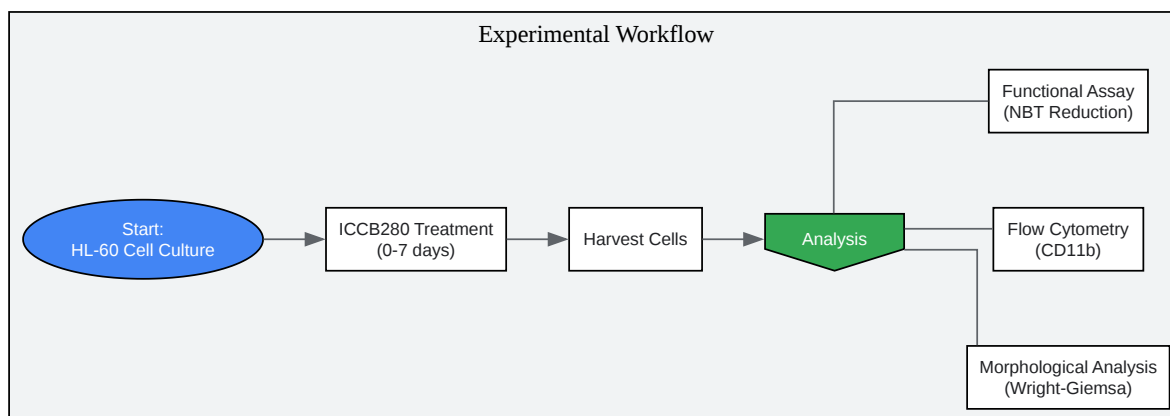 Experimental Workflow
Start:
HL-60 Cell Culture
ICCB280 Treatment
(0-7 days)
Harvest Cells
Analysis
Functional Assay
(NBT Reduction)
Flow Cytometry
(CD11b)
Morphological Analysis
(Wright-Giemsa)